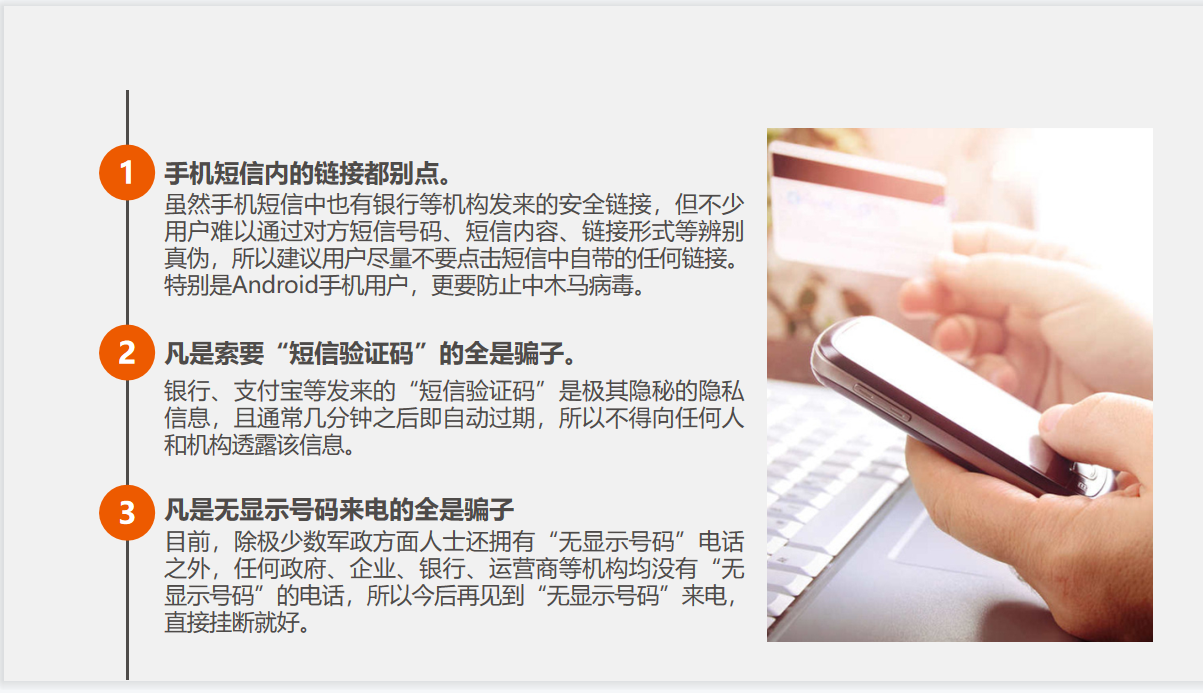 1
手机短信内的链接都别点。
虽然手机短信中也有银行等机构发来的安全链接，但不少
用户难以通过对方短信号码、短信内容、链接形式等辨别
真伪，所以建议用户尽量不要点击短信中自带的任何链接。
特别是Android手机用户，更要防止中木马病毒。
2
凡是索要“短信验证码”的全是骗子。
银行、支付宝等发来的“短信验证码”是极其隐秘的隐私
信息，且通常几分钟之后即自动过期，所以不得向任何人
和机构透露该信息。
3
凡是无显示号码来电的全是骗子
目前，除极少数军政方面人士还拥有“无显示号码”电话
之外，任何政府、企业、银行、运营商等机构均没有“无
显示号码”的电话，所以今后再见到“无显示号码”来电，
直接挂断就好。